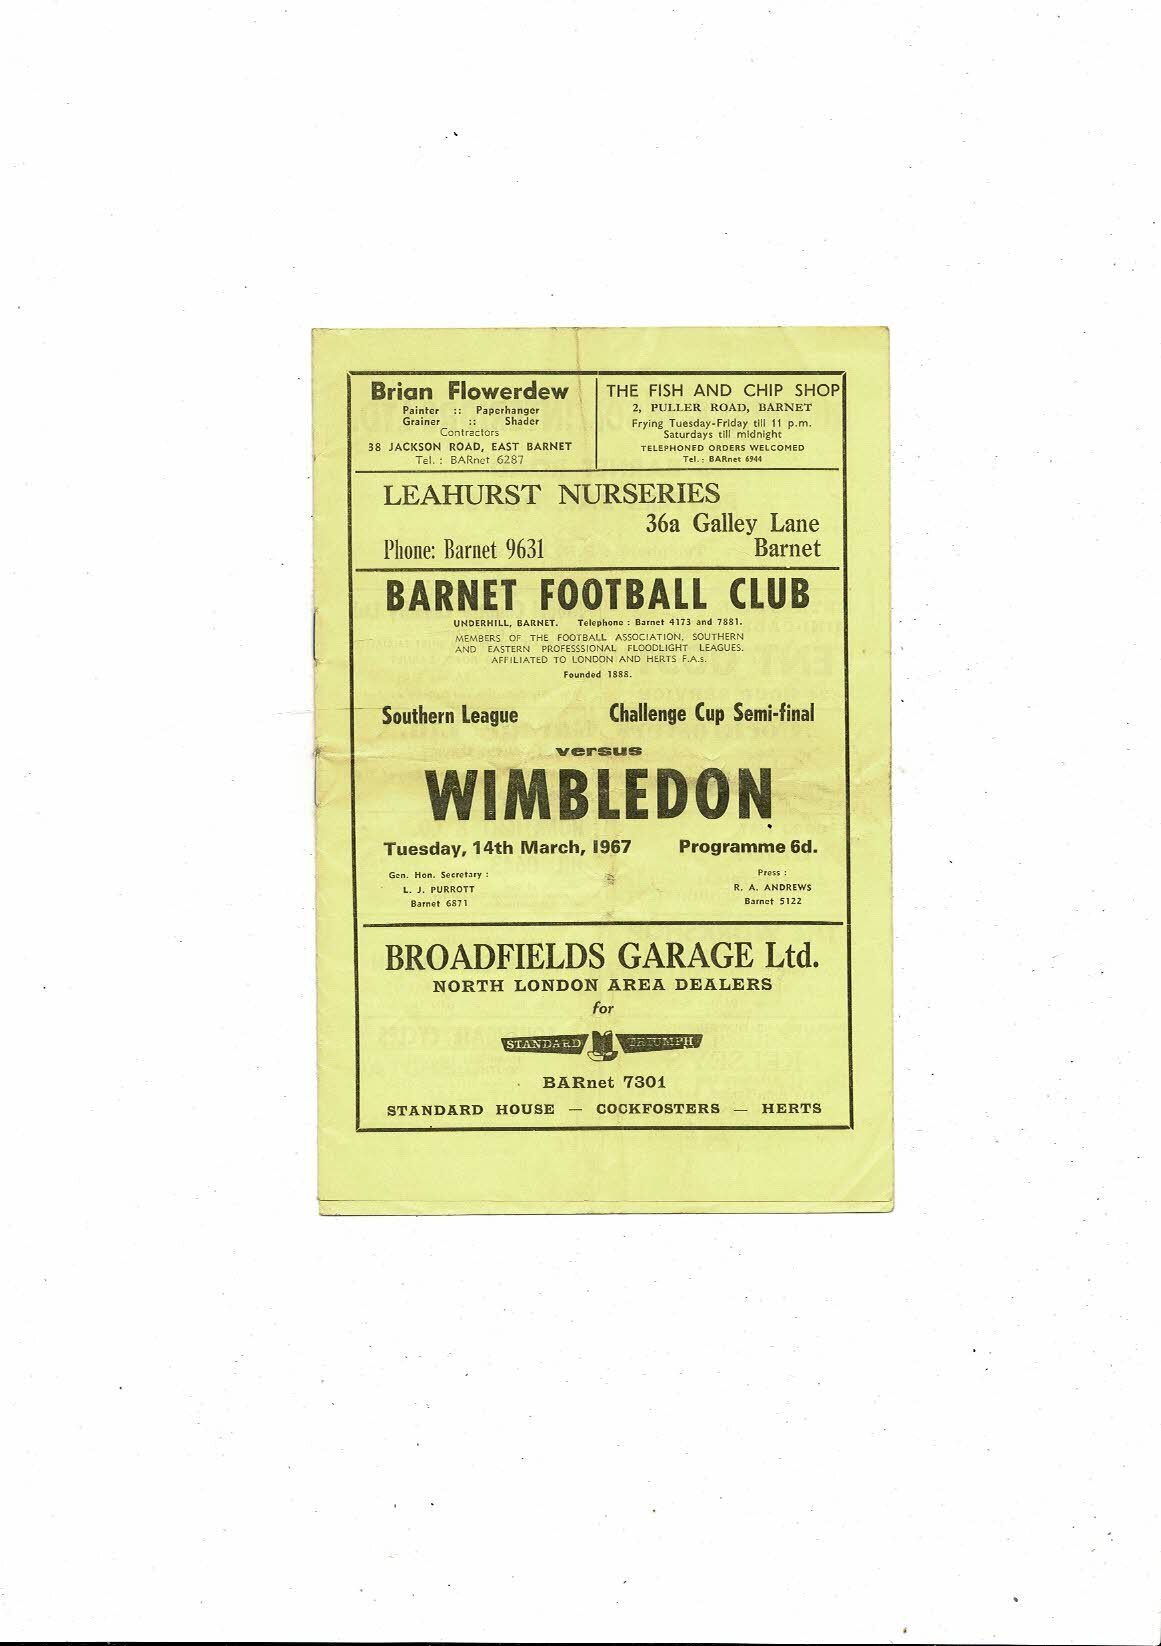 Brian Flowerdew
Painter :: Paperhanger
Grainer :: Shader
Contractors
38 JACKSON ROAD, EAST BARNET
Tel. : BARnet 6287
THE FISH AND CHIP SHOP
2, PULLER ROAD, BARNET
Frying Tuesday-Friday till 11 p.m.
Saturdays till midnight
TELEPHONED ORDERS WELCOMED
Tel.: BARnet 6944
LEAHURST NURSERIES
36a Galley Lane
Phone: Barnet 9631 Barnet
BARNET FOOTBALL CLUB
UNDERHILL, BARNET. Telephone : Barnet 4173 and 7881.
MEMBERS OF THE FOOTBALL ASSOCIATION, SOUTHERN
AND EASTERN PROFESSSIONAL FLOODLIGHT LEAGUES.
AFFILIATED TO LONDON AND HERTS F.A.s.
Founded 1888.
Southern League Challenge Cup Semi-final
versus
WIMBLEDON
Tuesday, 14th March, 1967 Programme 6d.
Gen. Hon. Secretary :
L. J. PURROTT
Barnet 6871
Press :
R. A. ANDREWS
Barnet 5122
BROADFIELDS GARAGE Ltd.
NORTH LONDON AREA DEALERS
for
STANDARD TRIUMPH
BARnet 7301
STANDARD HOUSE — COCKFOSTERS — HERTS